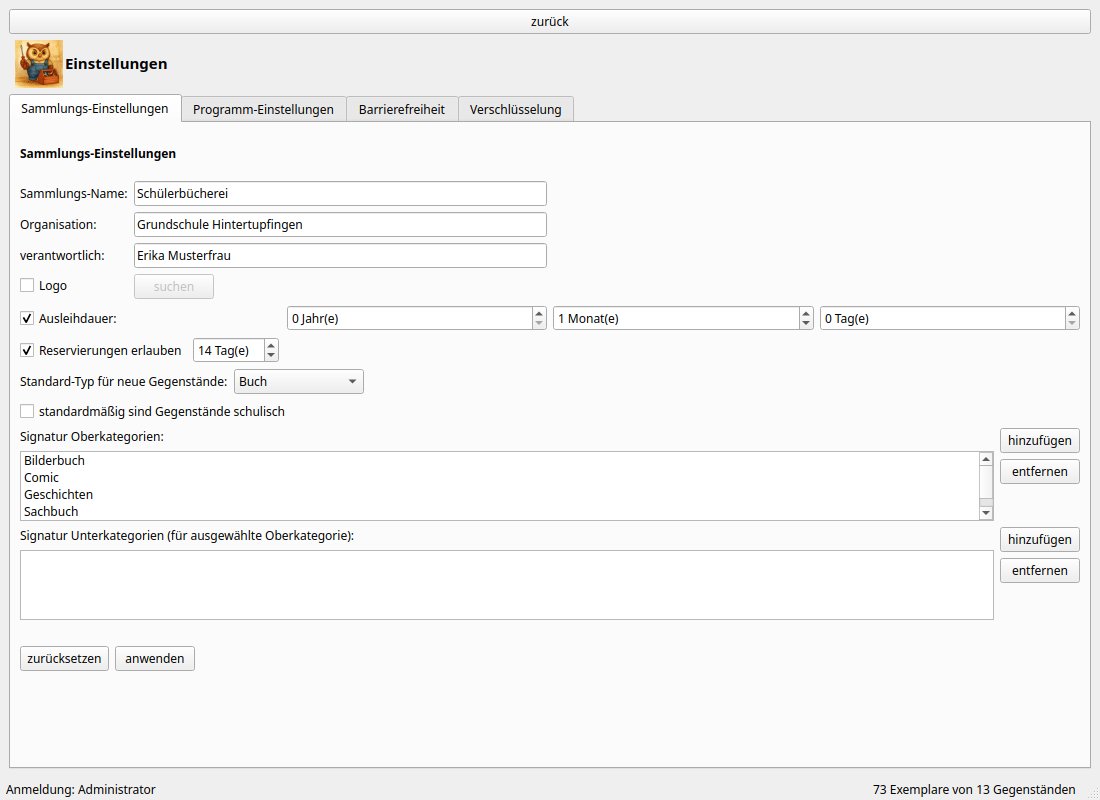 zurück
Einstellungen
Sammlungs-Einstellungen Programm-Einstellungen Barrierefreiheit Verschlüsselung
Sammlungs-Einstellungen
Sammlungs-Name: Schülerbücherei
Organisation: Grundschule Hintertupfingen
verantwortlich: Erika Musterfrau
Logo suchen
Ausleihdauer: 0 Jahr(e) 1 Monat(e) 0 Tag(e)
Reservierungen erlauben 14 Tag(e)
Standard-Typ für neue Gegenstände: Buch
standardmäßig sind Gegenstände schulisch
Signatur Oberkategorien: hinzufügen
Bilderbuch
Comic entfernen
Geschichten
Sachbuch
Signatur Unterkategorien (für ausgewählte Oberkategorie): hinzufügen
entfernen
zurücksetzen anwenden
Anmeldung: Administrator 73 Exemplare von 13 Gegenständen